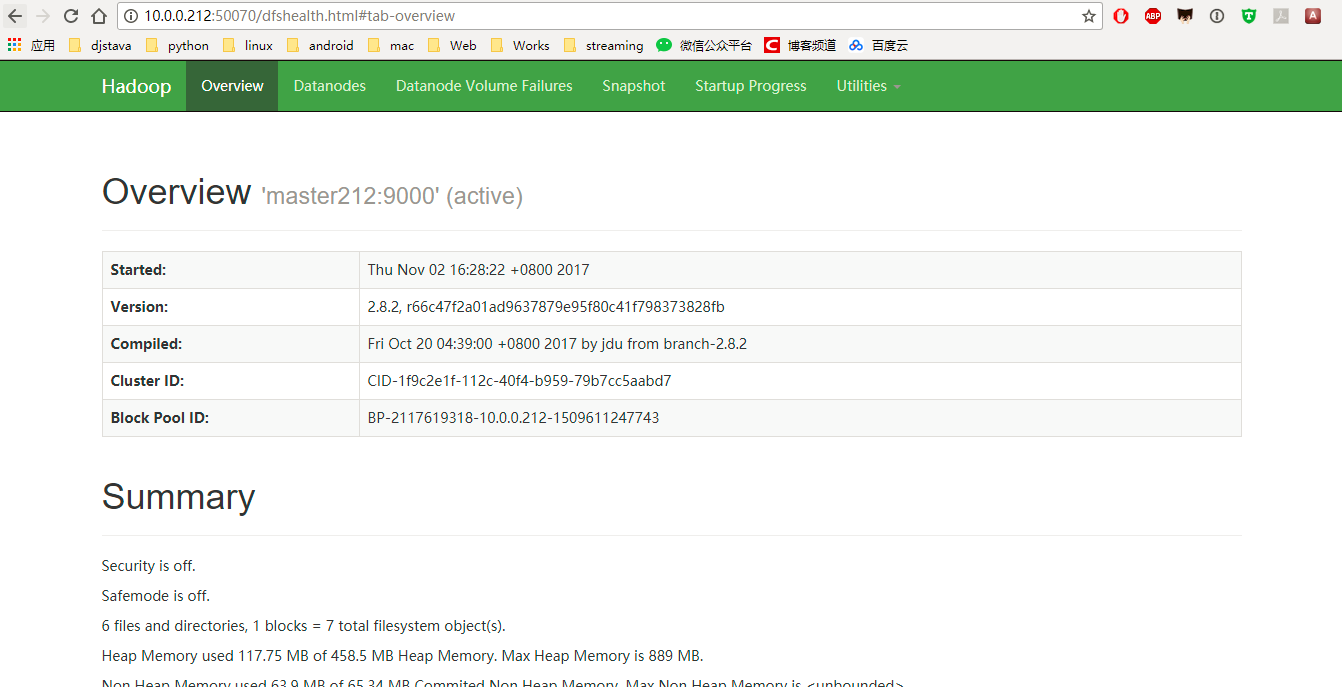 10.0.0.212:50070/dfshealth.html#tab-overview
ABP
T
A
应用 djstava python linux android mac Web Works streaming 微信公众平台 C 博客频道 百度云
Hadoop Overview Datanodes Datanode Volume Failures Snapshot Startup Progress Utilities
Overview 'master212:9000' (active)
Started: Thu Nov 02 16:28:22 +0800 2017
Version: 2.8.2, r66c47f2a01ad9637879e95f80c41f798373828fb
Compiled: Fri Oct 20 04:39:00 +0800 2017 by jdu from branch-2.8.2
Cluster ID: CID-1f9c2e1f-112c-40f4-b959-79b7cc5aabd7
Block Pool ID: BP-2117619318-10.0.0.212-1509611247743
Summary
Security is off.
Safemode is off.
6 files and directories, 1 blocks = 7 total filesystem object(s).
Heap Memory used 117.75 MB of 458.5 MB Heap Memory. Max Heap Memory is 889 MB.
Non Heap Memory used 63.9 MB of 65.34 MB Commited Non Heap Memory. Max Non Heap Memory is <unbounded>.